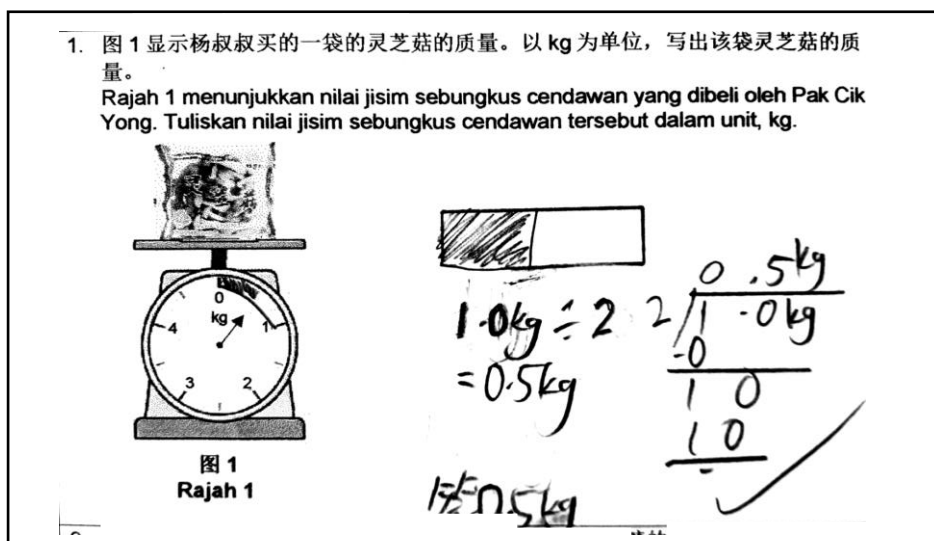 1. 图 1 显示杨叔叔买的一袋的灵芝菇的质量。以 kg 为单位，写出该袋灵芝菇的质
量。
Rajah 1 menunjukkan nilai jisim sebungkus cendawan yang dibeli oleh Pak Cik
Yong. Tuliskan nilai jisim sebungkus cendawan tersebut dalam unit, kg.
0
kg
4
1
3
2
图 1
Rajah 1
1.0kg ÷ 2
= 0.5kg
0.5kg
2 1.0kg
-0
1 0
1 0
-
0.5kg